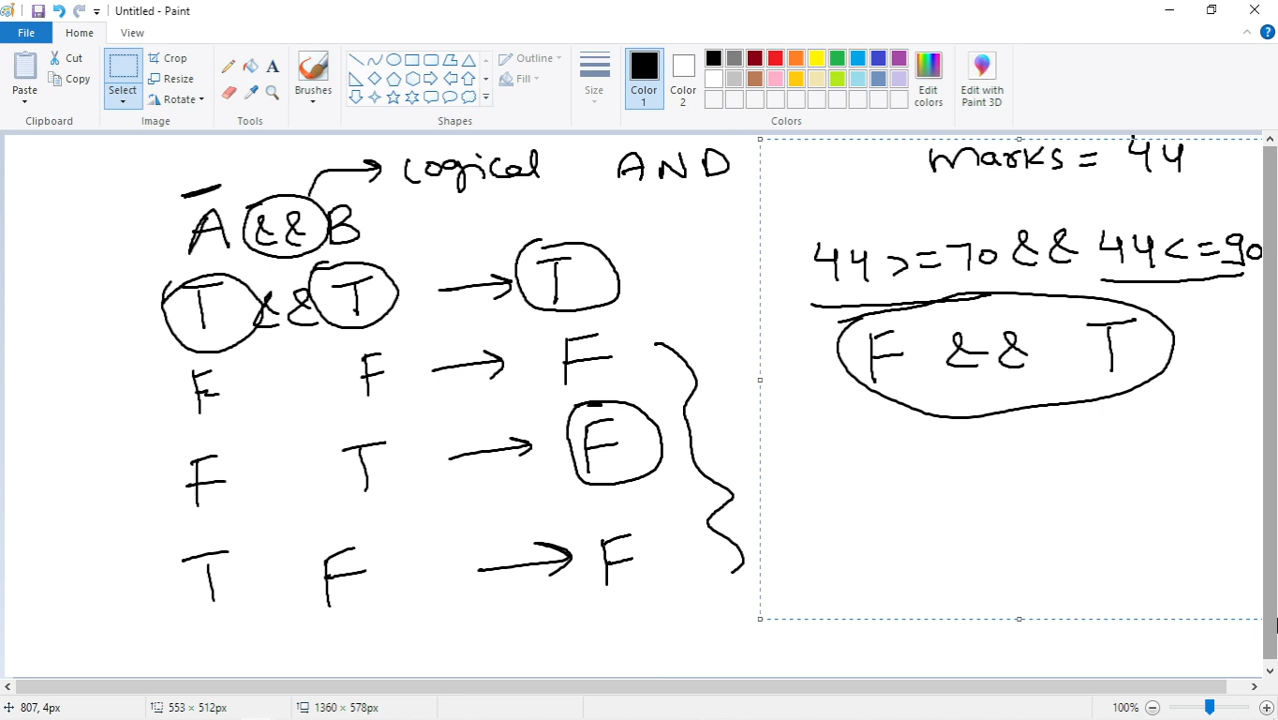 Untitled - Paint
File Home View
Paste Cut Copy
Clipboard
Select Crop Resize Rotate
Image
A
Tools
Brushes
Outline Fill
Shapes
Size
Color 1
Color 2
Edit colors
Colors
Edit with Paint 3D
Logical AND
A && B
T && T → T
F F → F
F T → F
T F → F
Marks = 44
44 >= 70 && 44 <= 90
F && T
807, 4px 553 × 512px 1360 × 578px 100%